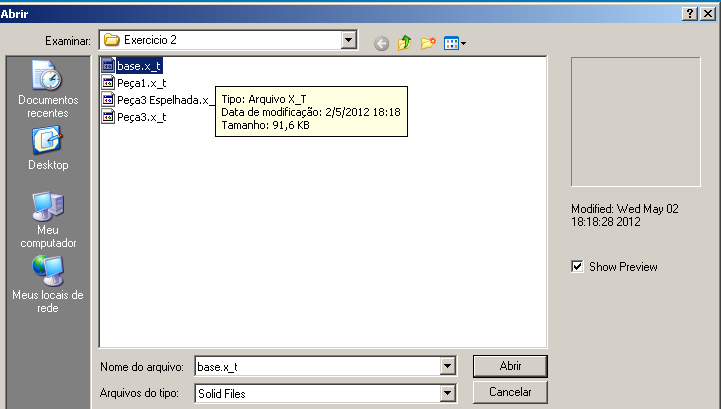 Abrir
Examinar:
Exercicio 2
Documentos
recentes
Desktop
Meu
computador
Meus locais de
rede
base.x_t
Peça1.x_t
Peça3 Espelhada.x_
Peça3.x_t
Tipo: Arquivo X_T
Data de modificação: 2/5/2012 18:18
Tamanho: 91,6 KB
Modified: Wed May 02
18:18:28 2012
Show Preview
Nome do arquivo:
base.x_t
Abrir
Arquivos do tipo:
Solid Files
Cancelar